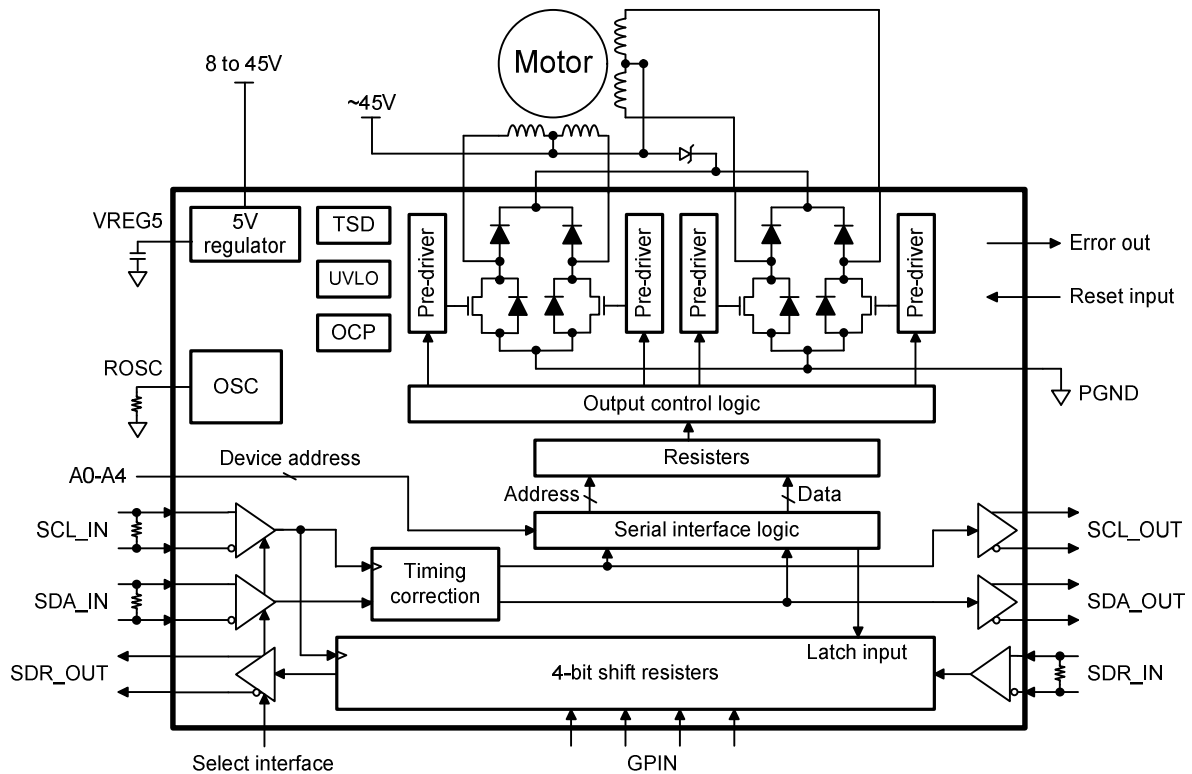 Motor
8 to 45V
~45V
VREG5
5V
regulator
TSD
UVLO
OCP
Pre-driver
Pre-driver
Pre-driver
Pre-driver
Error out
Reset input
ROSC
OSC
PGND
Output control logic
Resisters
Device address
A0-A4
Address
Data
Serial interface logic
SCL_IN
SCL_OUT
Timing
correction
SDA_IN
SDA_OUT
Latch input
4-bit shift resisters
SDR_OUT
SDR_IN
Select interface
GPIN